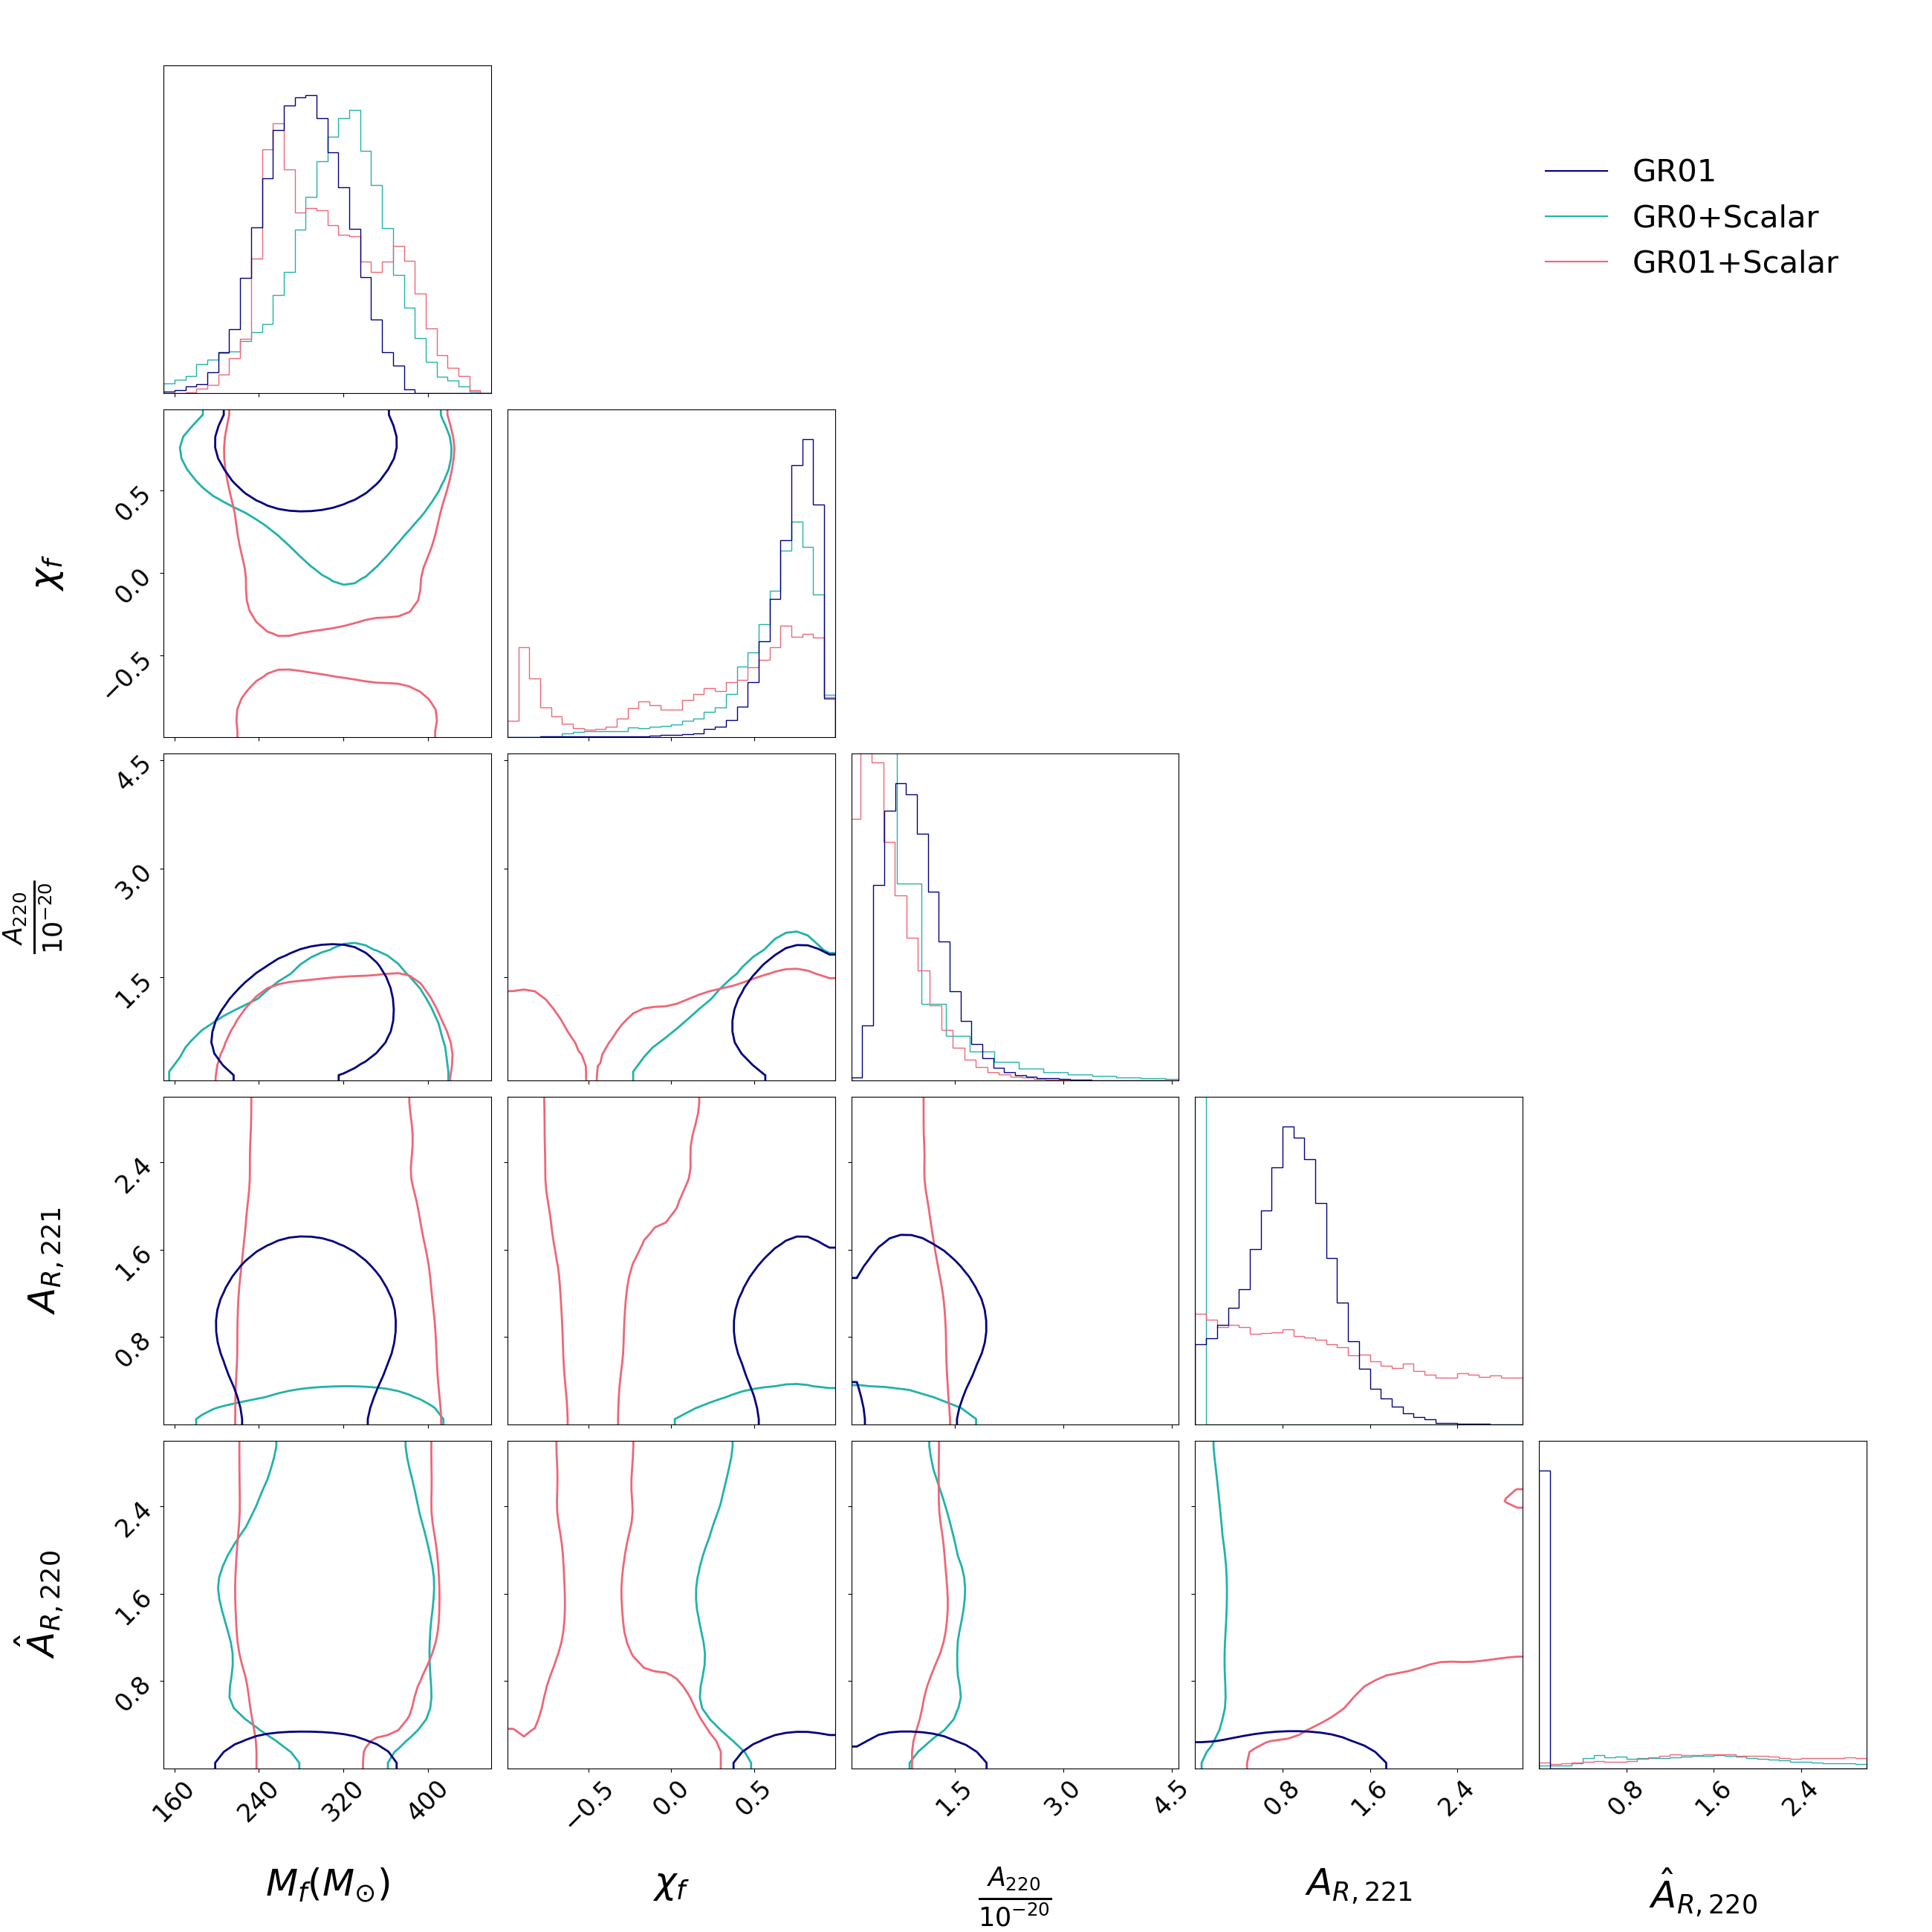 GR01
GR0+Scalar
GR01+Scalar
χ_f
0.5
0.0
−0.5
A_220
10^−20
4.5
3.0
1.5
A_R, 221
2.4
1.6
0.8
Â_R, 220
2.4
1.6
0.8
160 240 320 400 −0.5 0.0 0.5 1.5 3.0 4.5 0.8 1.6 2.4 0.8 1.6 2.4
M_f(M_⊙) χ_f A_220/10^−20 A_R, 221 Â_R, 220